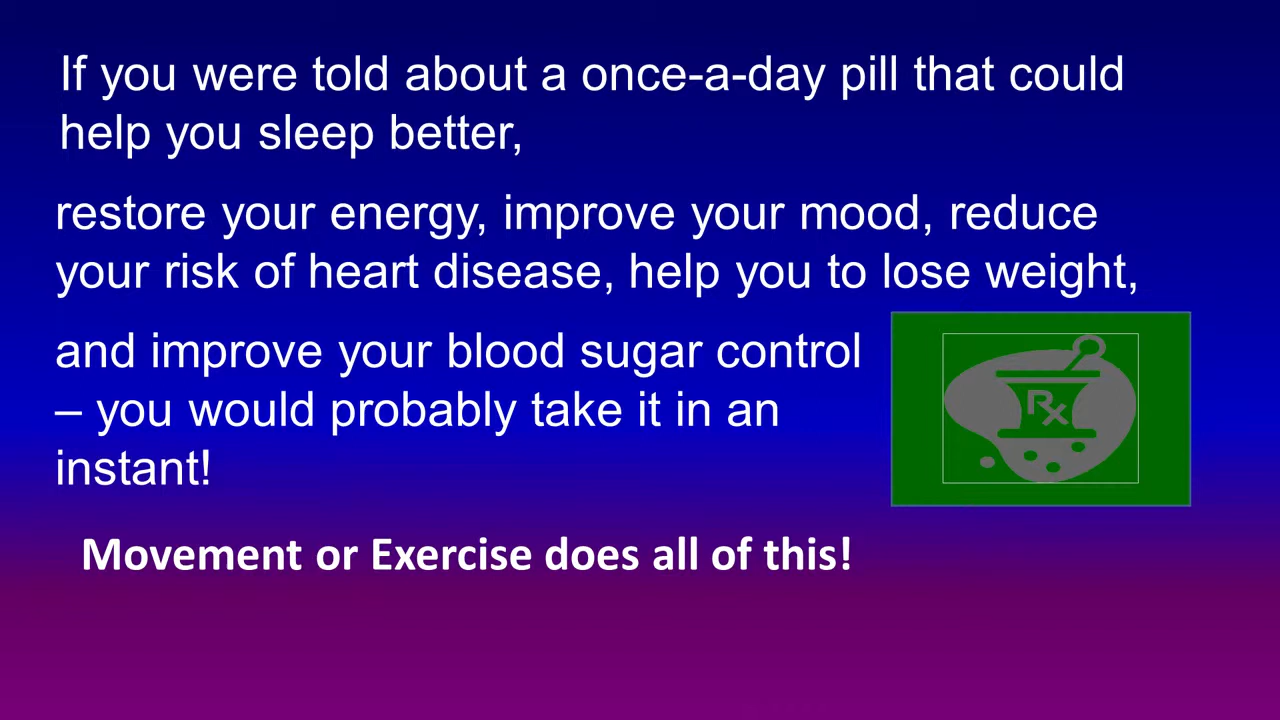 If you were told about a once-a-day pill that could
help you sleep better,
restore your energy, improve your mood, reduce
your risk of heart disease, help you to lose weight,
and improve your blood sugar control
– you would probably take it in an
instant!
Rx
Movement or Exercise does all of this!